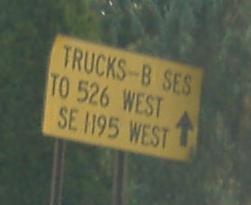 TRUCKS-B SES
TO 526 WEST
SE 1195 WEST